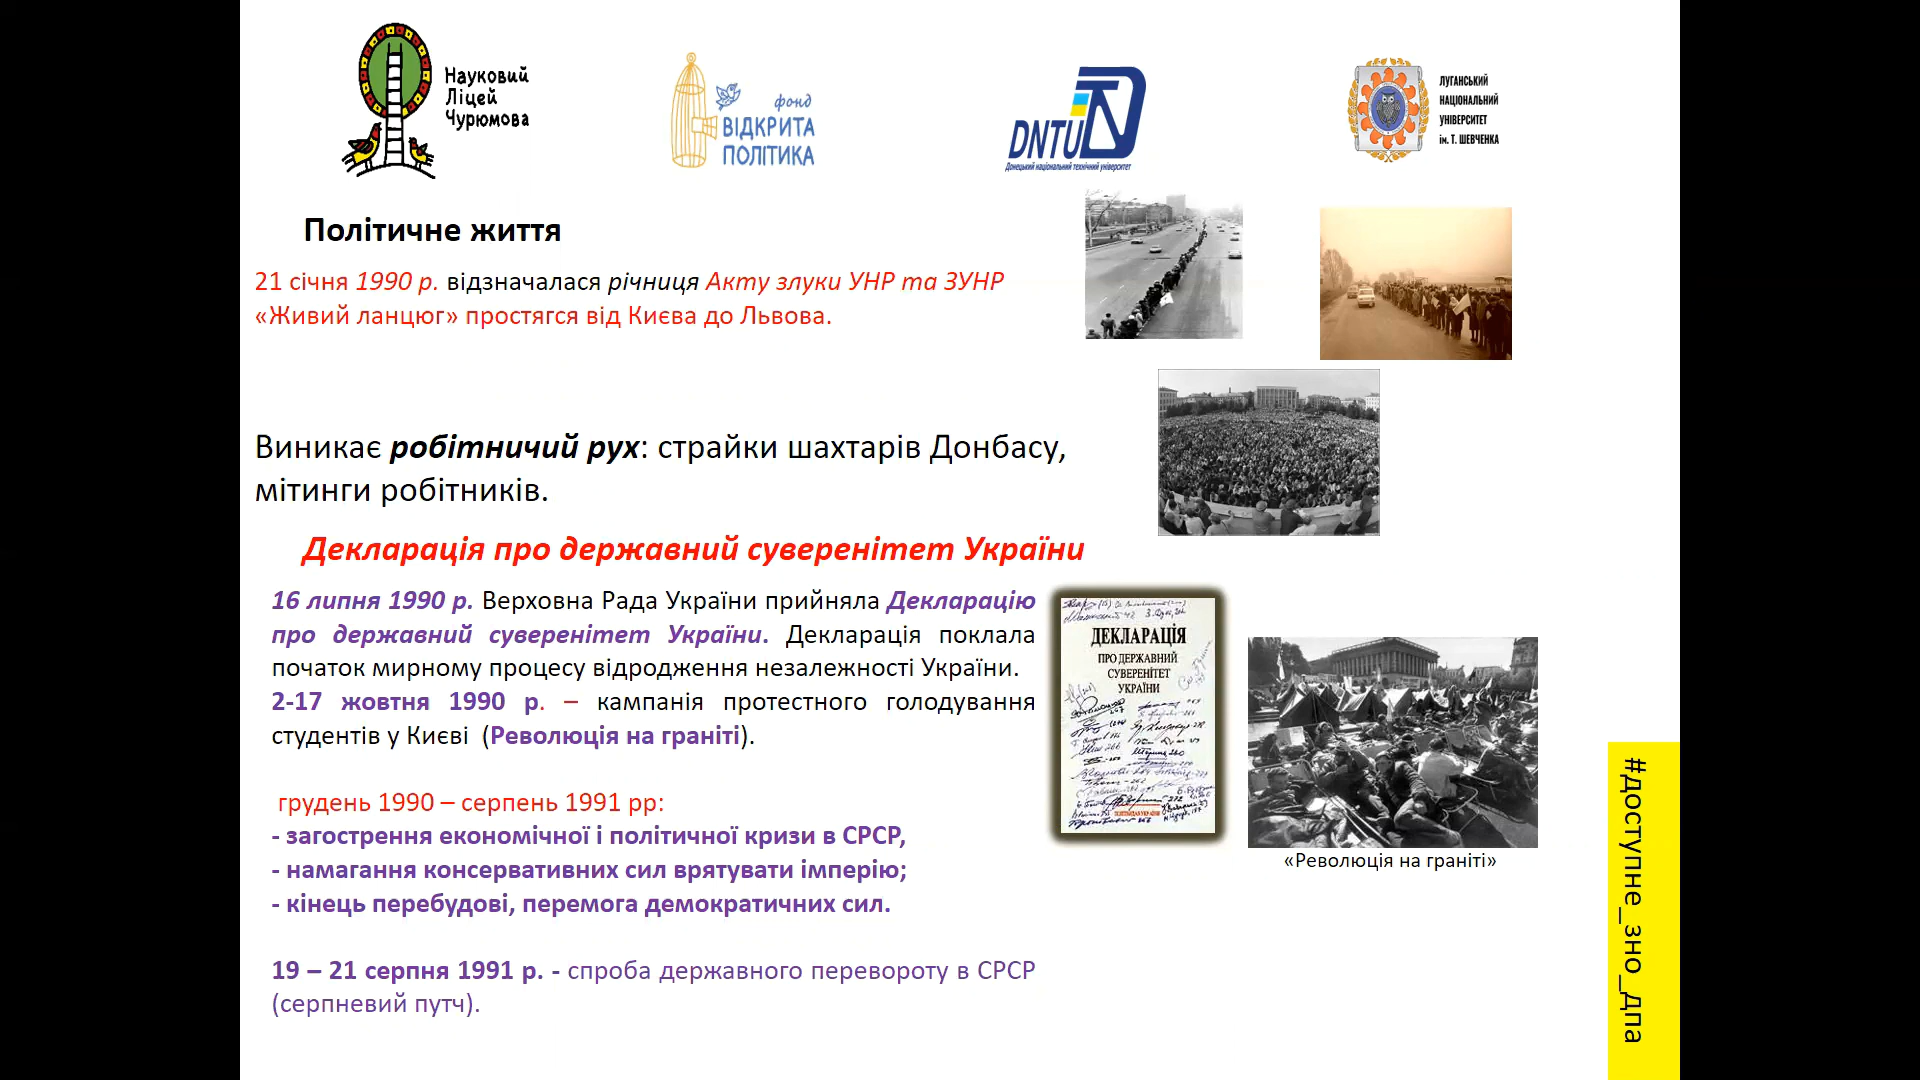 Науковий
Ліцей
Чурюмова
фонд
ВІДКРИТА
ПОЛІТИКА
DNTU
Донецький національний технічний університет
ЛУГАНСЬКИЙ
НАЦІОНАЛЬНИЙ
УНІВЕРСИТЕТ
ім. Т. ШЕВЧЕНКА
Політичне життя
21 січня 1990 р. відзначалася річниця Акту злуки УНР та ЗУНР
«Живий ланцюг» простягся від Києва до Львова.
Виникає робітничий рух: страйки шахтарів Донбасу,
мітинги робітників.
Декларація про державний суверенітет України
16 липня 1990 р. Верховна Рада України прийняла Декларацію
про державний суверенітет України. Декларація поклала
початок мирному процесу відродження незалежності України.
2-17 жовтня 1990 р. – кампанія протестного голодування
студентів у Києві (Революція на граніті).
грудень 1990 – серпень 1991 рр:
- загострення економічної і політичної кризи в СРСР,
- намагання консервативних сил врятувати імперію;
- кінець перебудові, перемога демократичних сил.
19 – 21 серпня 1991 р. - спроба державного перевороту в СРСР
(серпневий путч).
ДЕКЛАРАЦІЯ
ПРО ДЕРЖАВНИЙ
СУВЕРЕНІТЕТ
УКРАЇНИ
«Революція на граніті»
#доступне_зно_дпа